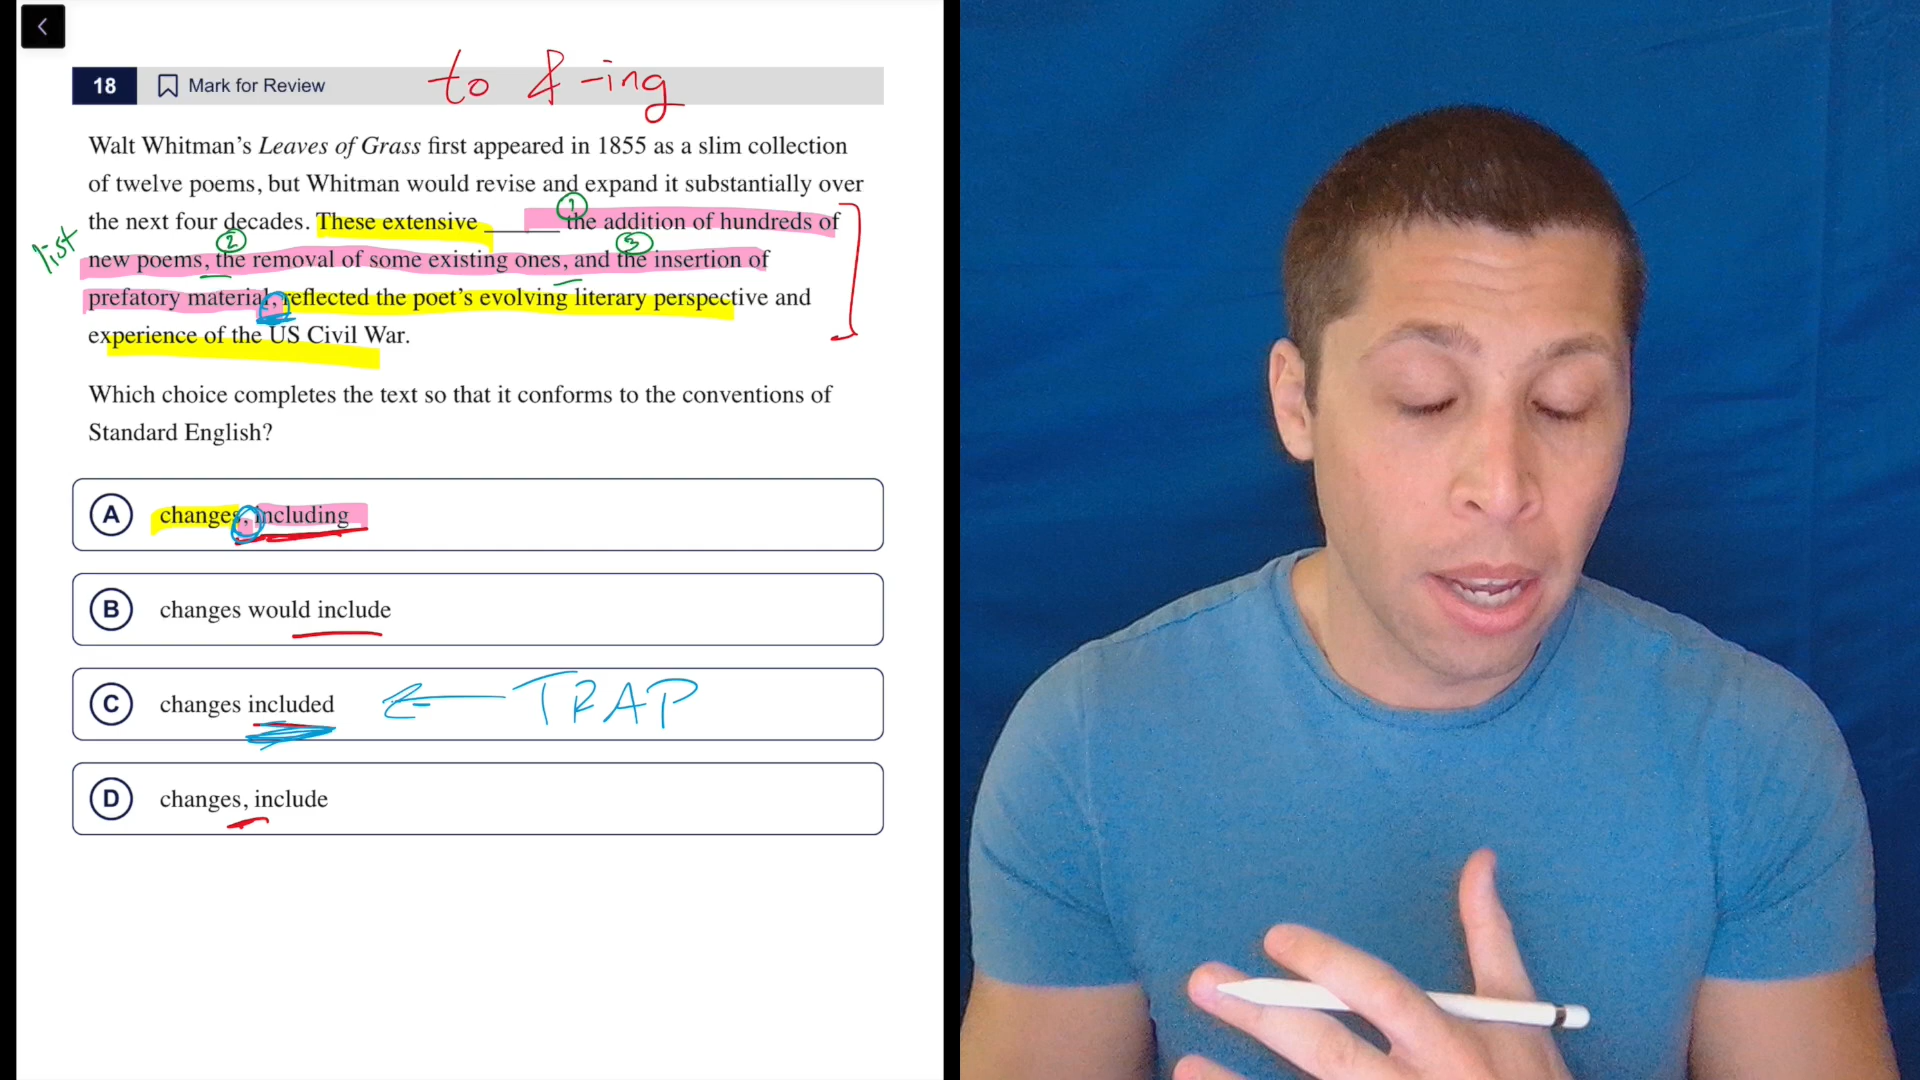 18 Mark for Review to & -ing
Walt Whitman’s Leaves of Grass first appeared in 1855 as a slim collection
of twelve poems, but Whitman would revise and expand it substantially over
the next four decades. These extensive ______ the addition of hundreds of
new poems, the removal of some existing ones, and the insertion of
prefatory material, reflected the poet’s evolving literary perspective and
experience of the US Civil War.
list
1
2
3
Which choice completes the text so that it conforms to the conventions of
Standard English?
A changes, including
B changes would include
C changes included ← TRAP
D changes, include